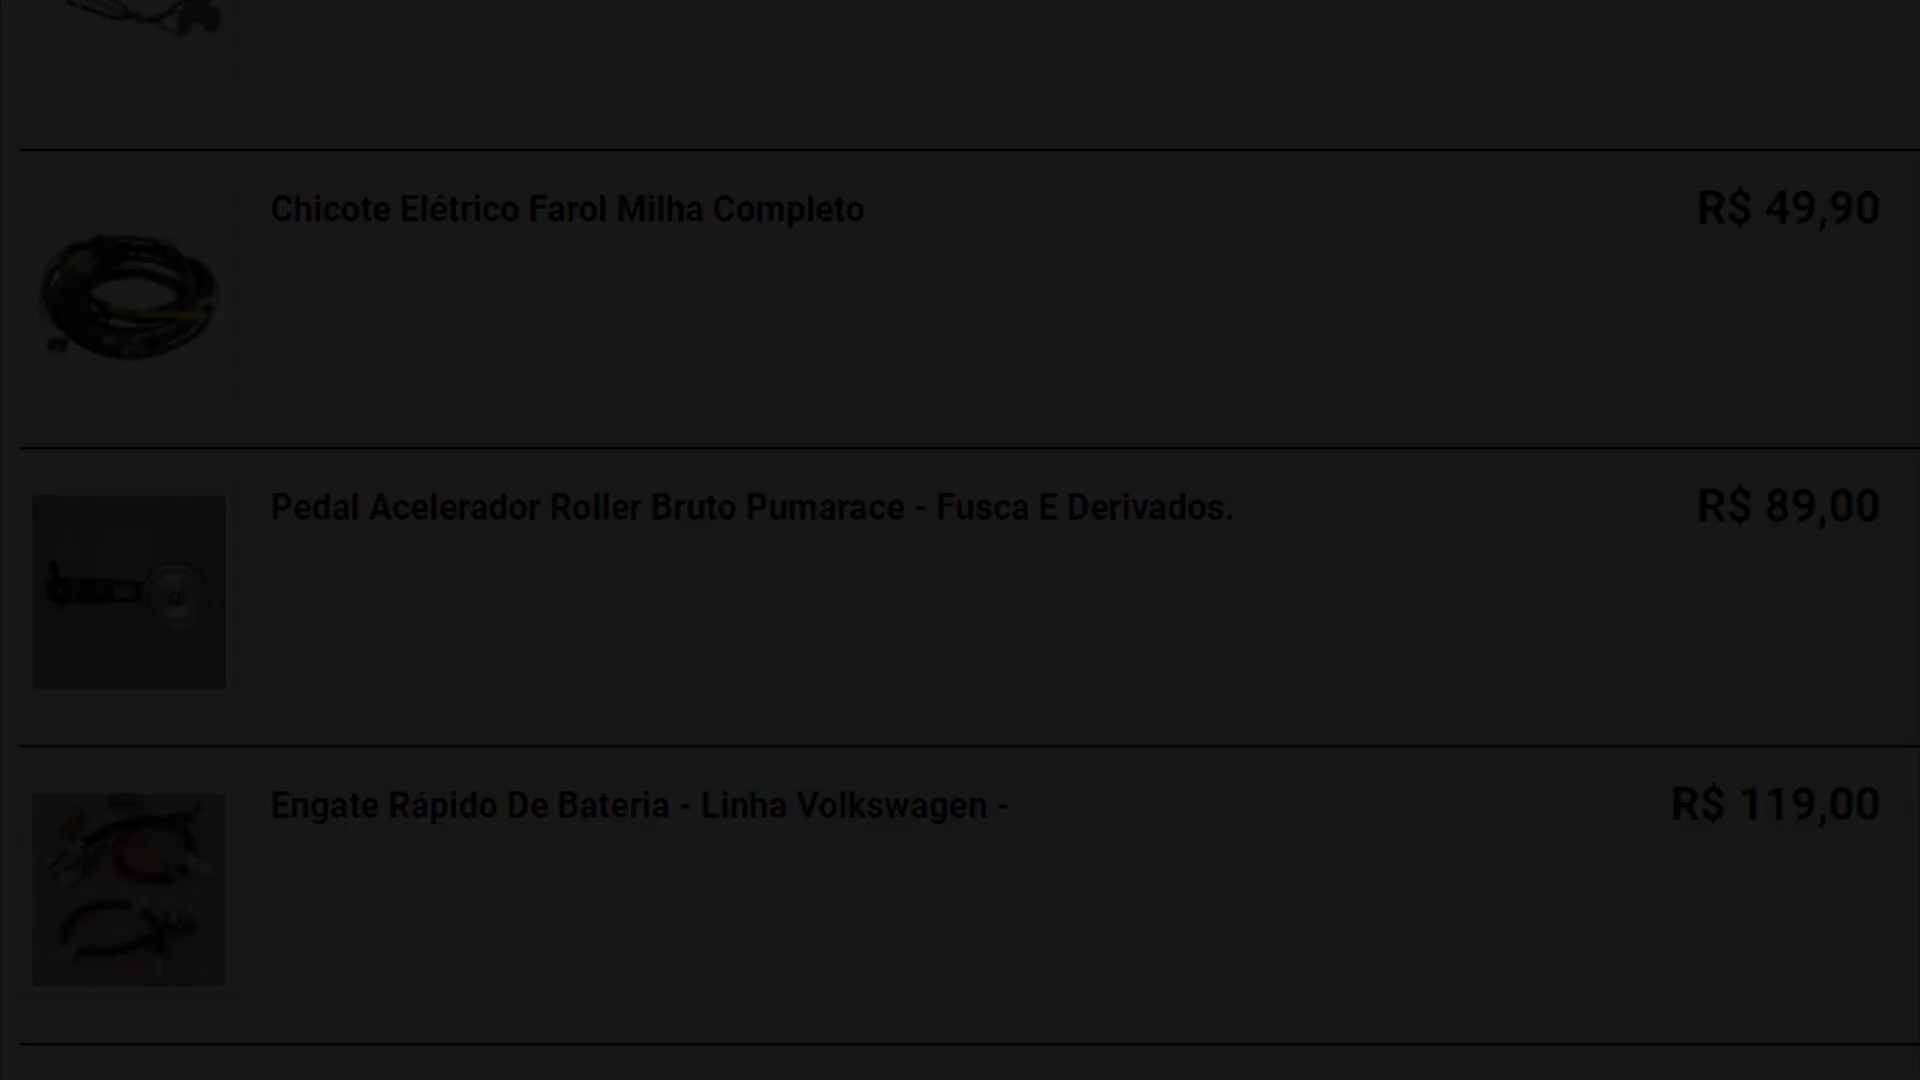 Chicote Elétrico Farol Milha Completo
R$ 49,90
Pedal Acelerador Roller Bruto Pumarace - Fusca E Derivados.
R$ 89,00
Engate Rápido De Bateria - Linha Volkswagen -
R$ 119,00